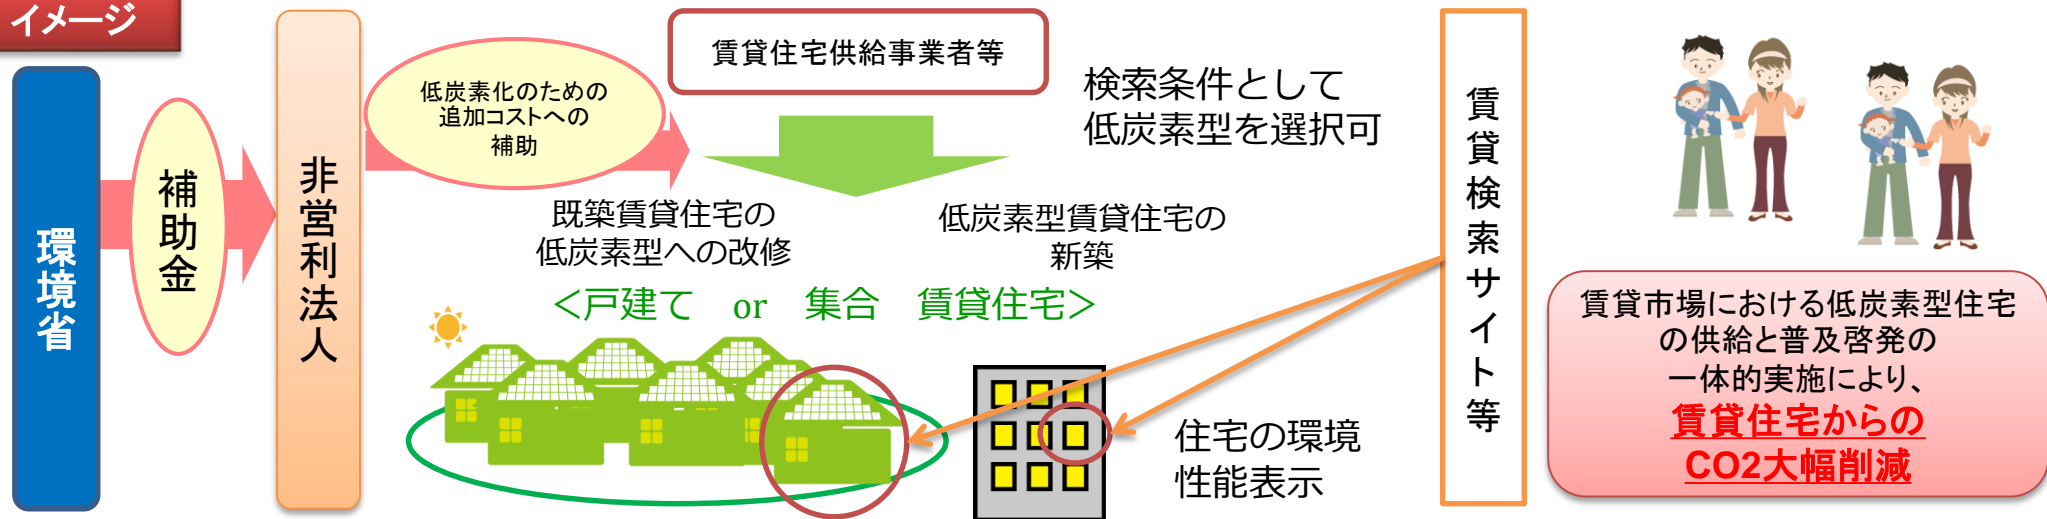 イメージ
環境省
補助金
非営利法人
低炭素化のための
追加コストへの
補助
賃貸住宅供給事業者等
検索条件として
低炭素型を選択可
既築賃貸住宅の
低炭素型への改修
低炭素型賃貸住宅の
新築
<戸建て　or　集合　賃貸住宅>
住宅の環境
性能表示
賃貸検索サイト等
賃貸市場における低炭素型住宅
の供給と普及啓発の
一体的実施により、
賃貸住宅からの
CO2大幅削減